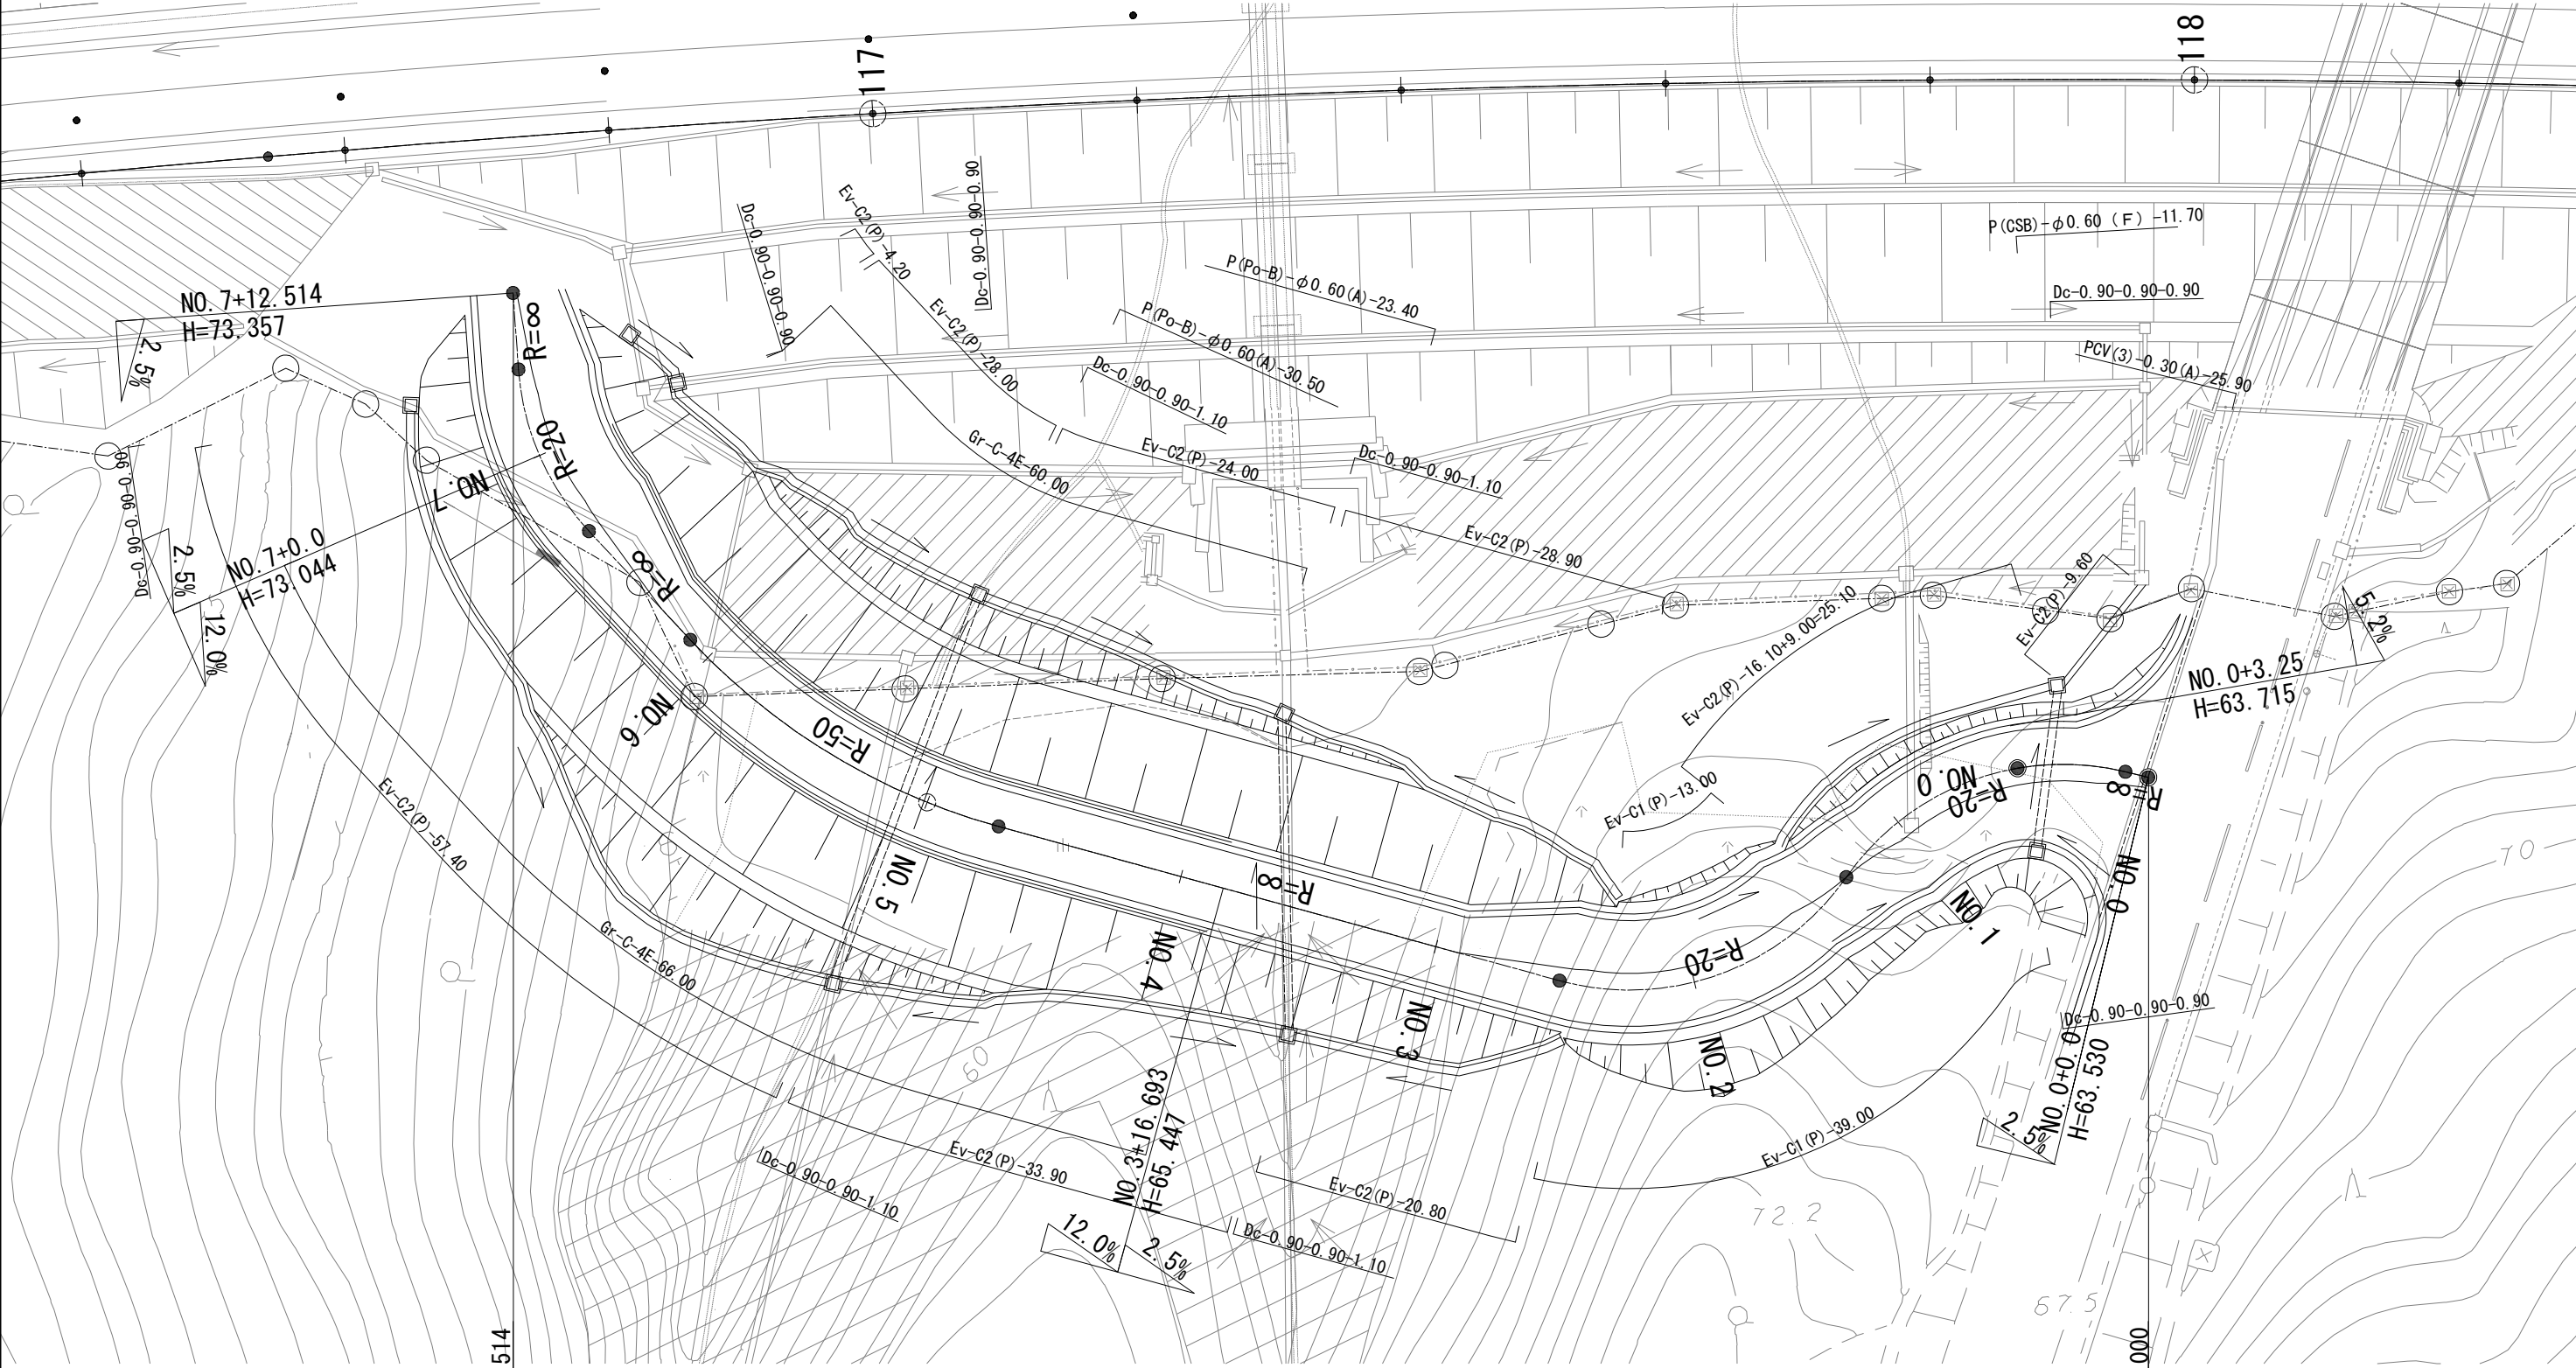 117
118
NO.7+12.514
H=73.357
2.5%
R=∞
Dc-0.90-0.90-0.90
Ev-C2(P)-4.20
Dc-0.90-0.90-0.90
Ev-C2(P)-28.00
P(Po-B)-φ0.60(A)-23.40
P(Po-B)-φ0.60(A)-30.50
Dc-0.90-0.90-1.10
P(CSB)-φ0.60（F）-11.70
Dc-0.90-0.90-0.90
PCV(3)-0.30(A)-25.90
Gr-C-4E-60.00
Ev-C2(P)-24.00
Dc-0.90-0.90-1.10
Ev-C2(P)-28.90
R=20
NO.7
Dc-0.90-0.90-0.90
NO.7+0.0
H=73.044
2.5%
12.0%
R=∞
NO.6
R=50
Ev-C2(P)-16.10+9.00=25.10
Ev-C2(P)-9.60
5.2%
NO.0+3.25
H=63.715
Ev-C1(P)-13.00
NO.0
R=20
R=∞
Ev-C2(P)-57.40
Gr-C-4E-66.00
NO.5
R=∞
NO.4
NO.3
R=20
NO.2
NO.1
NO.0
Dc-0.90-0.90-0.90
NO.0+0.0
H=63.530
2.5%
60
70
NO.3+16.693
H=65.447
12.0%
2.5%
Dc-0.90-0.90-1.10
Ev-C2(P)-33.90
Dc-0.90-0.90-1.10
Ev-C2(P)-20.80
Ev-C1(P)-39.00
72.2
67.5
514
000